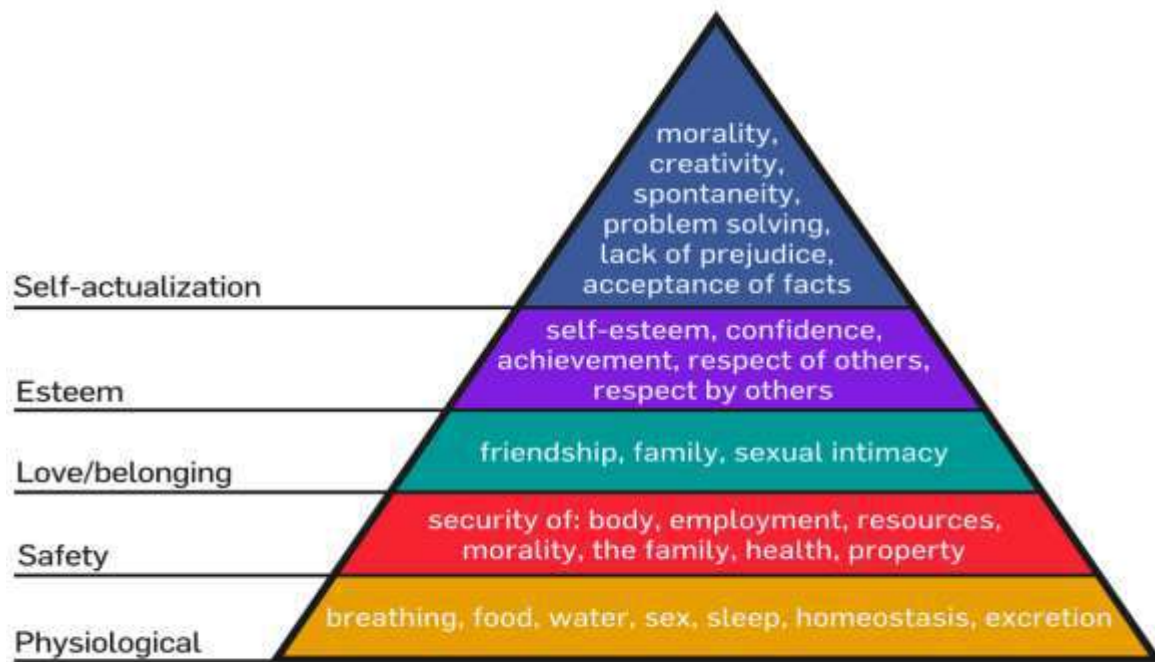 morality,
creativity,
spontaneity,
problem solving,
lack of prejudice,
acceptance of facts
Self-actualization
self-esteem, confidence,
achievement, respect of others,
respect by others
Esteem
friendship, family, sexual intimacy
Love/belonging
security of: body, employment, resources,
morality, the family, health, property
Safety
breathing, food, water, sex, sleep, homeostasis, excretion
Physiological